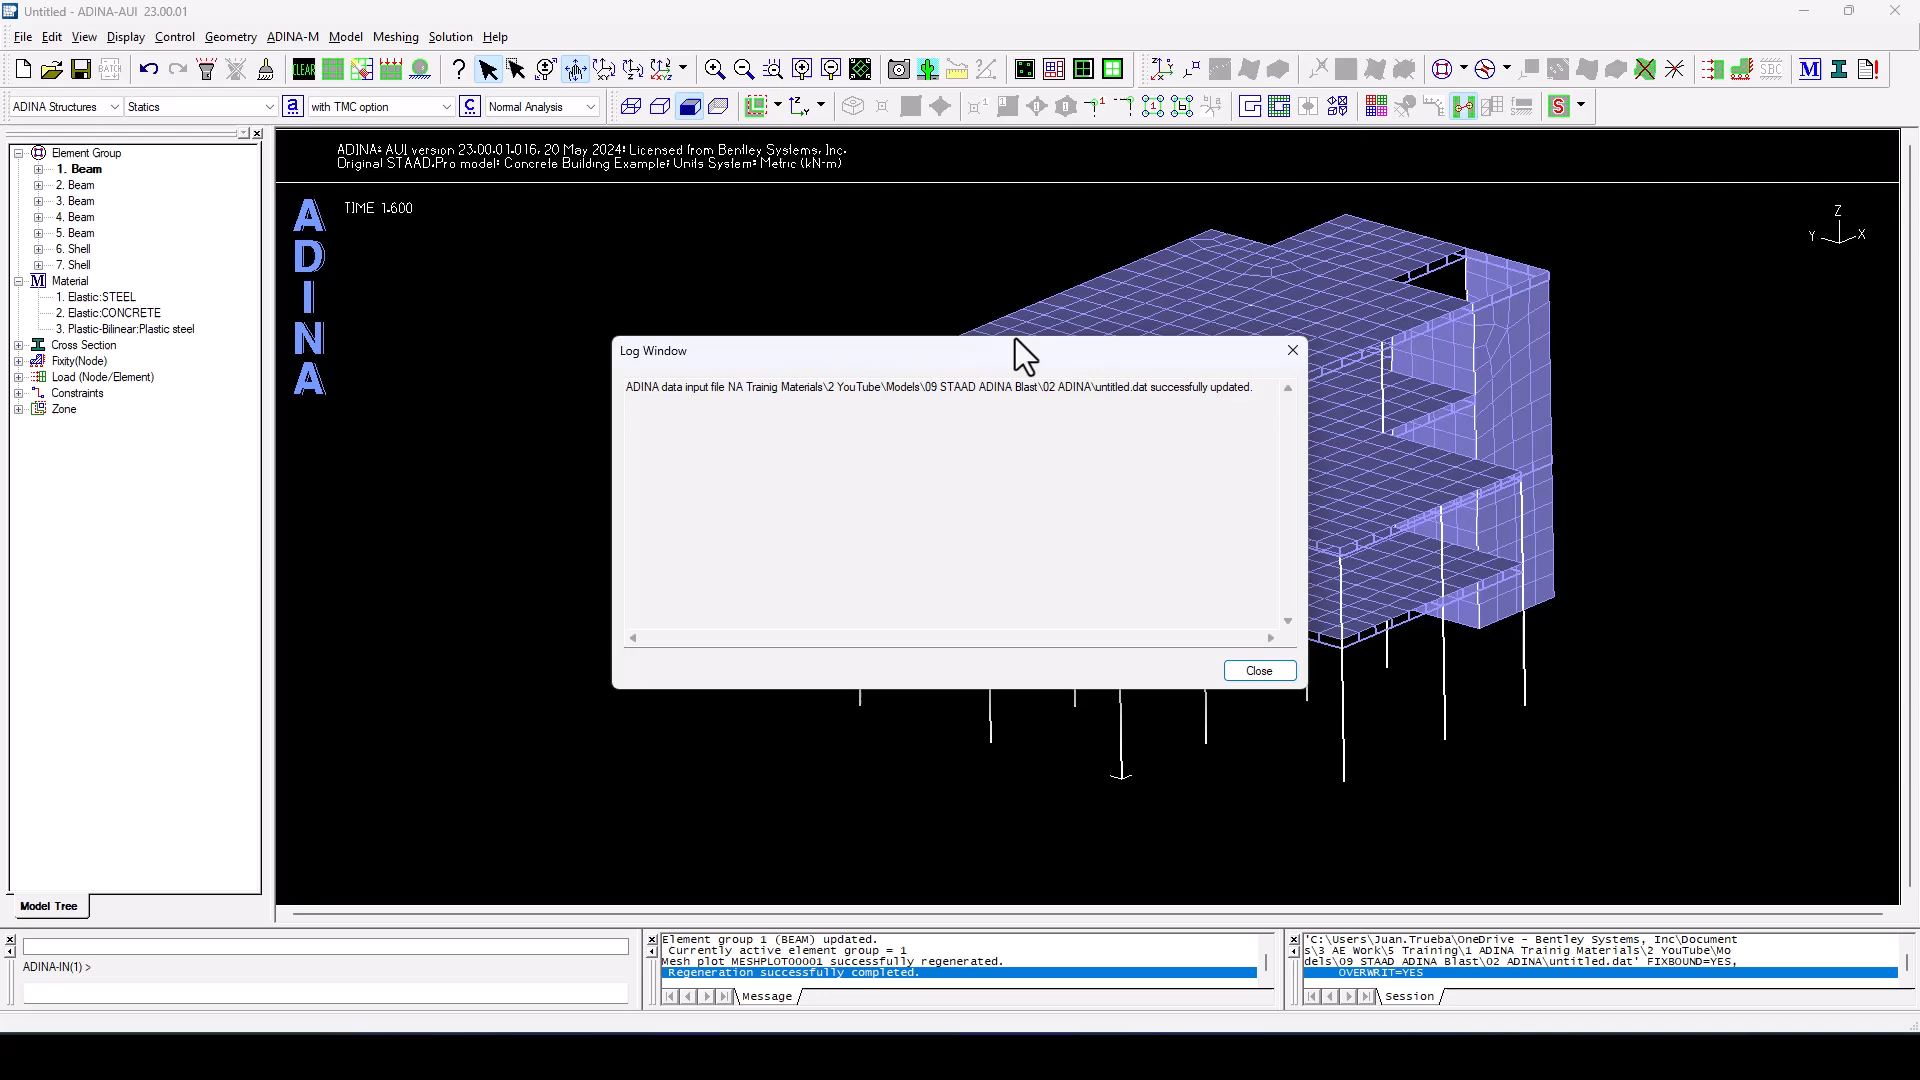 Untitled - ADINA-AUI 23.00.01
File Edit View Display Control Geometry ADINA-M Model Meshing Solution Help
CLEAR
BATCH
SBC
ADINA Structures Statics a with TMC option C Normal Analysis
Element Group
1. Beam
2. Beam
3. Beam
4. Beam
5. Beam
6. Shell
7. Shell
Material
1. Elastic:STEEL
2. Elastic:CONCRETE
3. Plastic-Bilinear:Plastic steel
Cross Section
Fixity(Node)
Load (Node/Element)
Constraints
Zone
Model Tree
ADINA: AUI version 23.00.01.016, 20 May 2024: Licensed from Bentley Systems, Inc.
Original STAAD.Pro model: Concrete Building Example; Units System: Metric (kN-m)
ADINA
TIME 1.600
Z
Y X
Log Window
ADINA data input file NA Trainig Materials\2 YouTube\Models\09 STAAD ADINA Blast\02 ADINA\untitled.dat successfully updated.
Close
ADINA-IN(1) >
Element group 1 (BEAM) updated.
Currently active element group = 1
Mesh plot MESHPLOT00001 successfully regenerated.
Regeneration successfully completed.
Message
'C:\Users\Juan.Trueba\OneDrive - Bentley Systems, Inc\Document
s\3 AE Work\5 Training\1 ADINA Trainig Materials\2 YouTube\Mo
dels\09 STAAD ADINA Blast\02 ADINA\untitled.dat' FIXBOUND=YES,
OVERWRIT=YES
Session